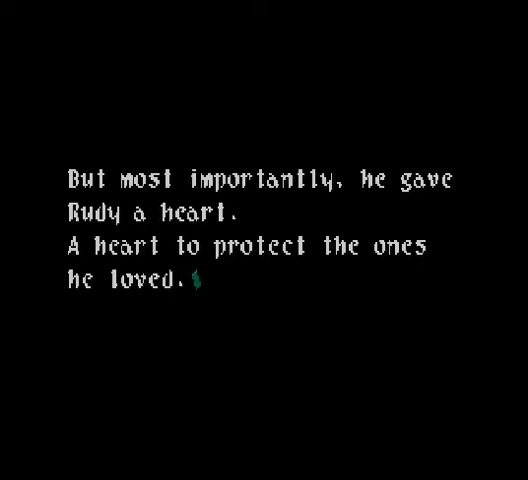 But most importantly, he gave
Rudy a heart.
A heart to protect the ones
he loved.